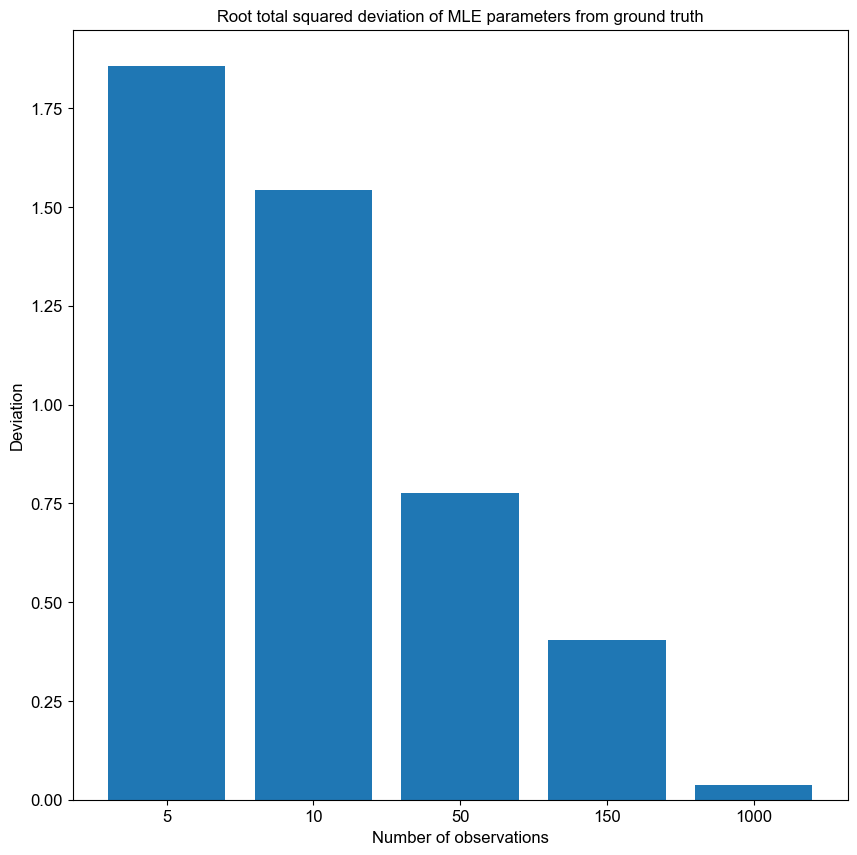 Root total squared deviation of MLE parameters from ground truth
1.75
1.50
1.25
1.00
0.75
0.50
0.25
0.00
Deviation
5 10 50 150 1000
Number of observations